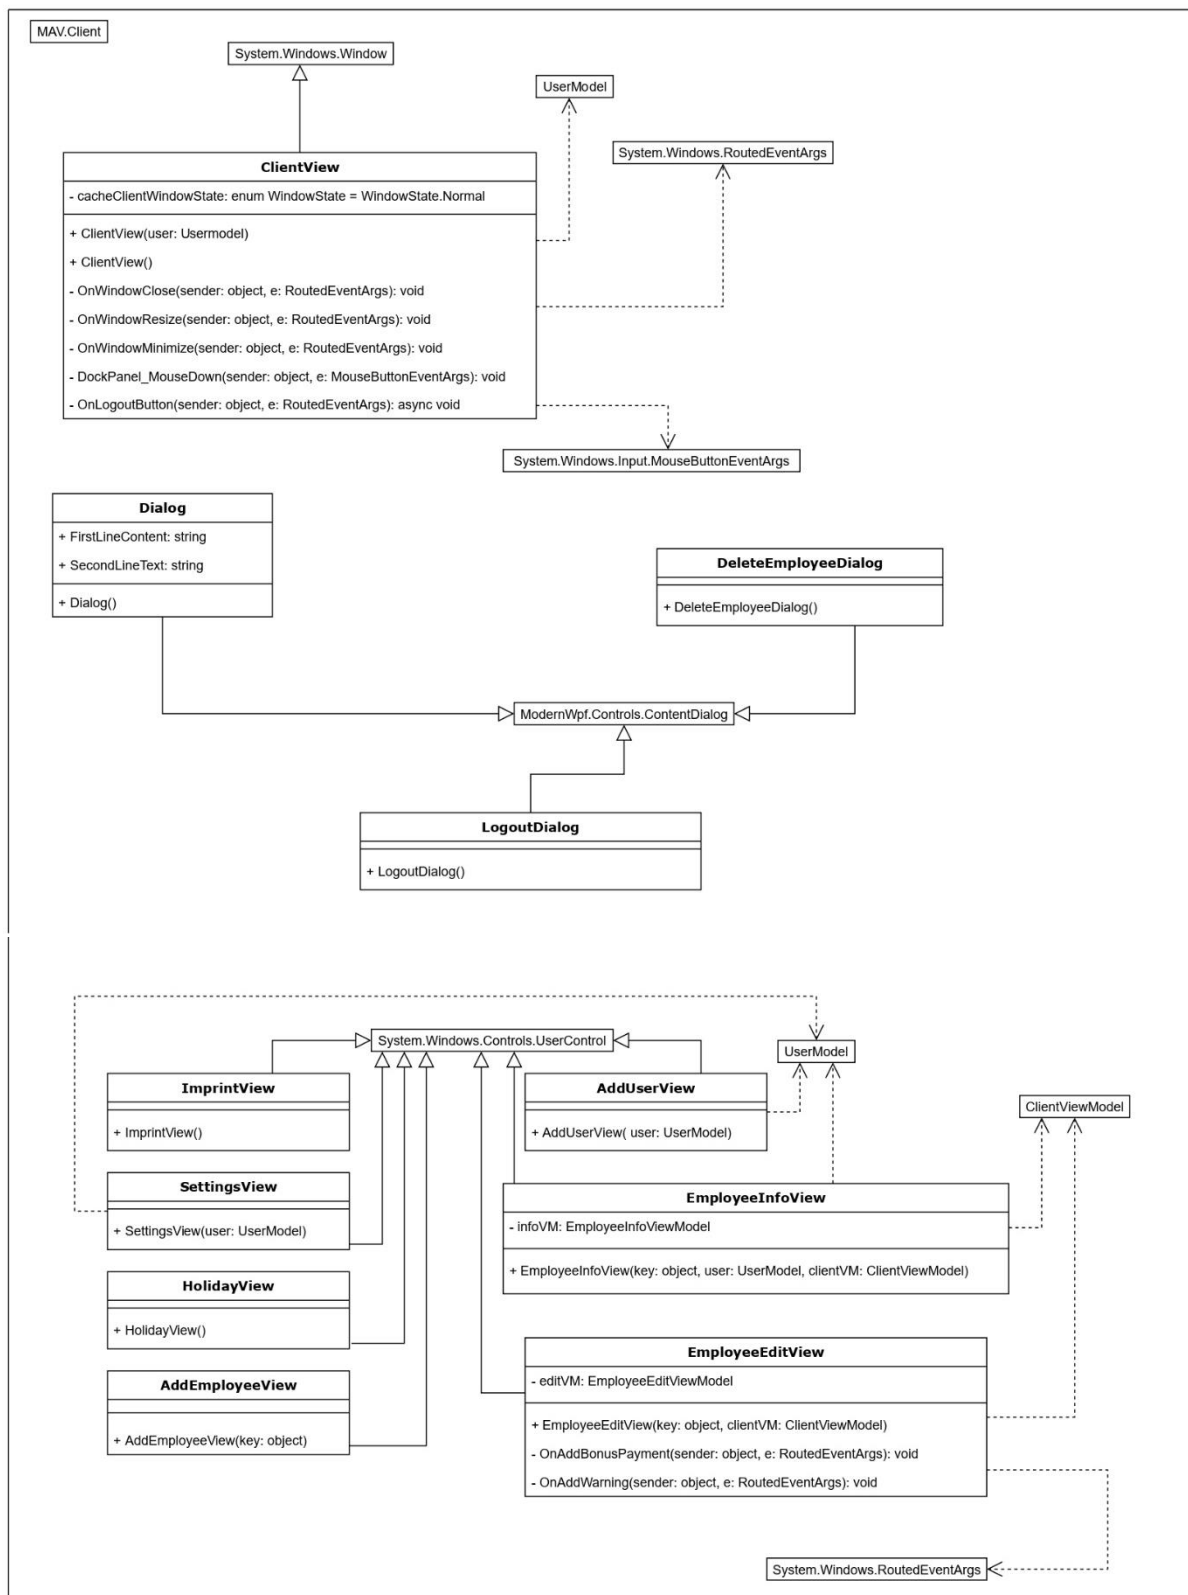 MAV.Client
System.Windows.Window
UserModel
System.Windows.RoutedEventArgs
ClientView
- cacheClientWindowState: enum WindowState = WindowState.Normal
+ ClientView(user: Usermodel)
+ ClientView()
- OnWindowClose(sender: object, e: RoutedEventArgs): void
- OnWindowResize(sender: object, e: RoutedEventArgs): void
- OnWindowMinimize(sender: object, e: RoutedEventArgs): void
- DockPanel_MouseDown(sender: object, e: MouseButtonEventArgs): void
- OnLogoutButton(sender: object, e: RoutedEventArgs): async void
System.Windows.Input.MouseButtonEventArgs
Dialog
+ FirstLineContent: string
+ SecondLineText: string
+ Dialog()
DeleteEmployeeDialog
+ DeleteEmployeeDialog()
ModernWpf.Controls.ContentDialog
LogoutDialog
+ LogoutDialog()
System.Windows.Controls.UserControl
UserModel
ClientViewModel
ImprintView
+ ImprintView()
AddUserView
+ AddUserView( user: UserModel)
SettingsView
+ SettingsView(user: UserModel)
EmployeeInfoView
- infoVM: EmployeeInfoViewModel
+ EmployeeInfoView(key: object, user: UserModel, clientVM: ClientViewModel)
HolidayView
+ HolidayView()
EmployeeEditView
- editVM: EmployeeEditViewModel
+ EmployeeEditView(key: object, clientVM: ClientViewModel)
- OnAddBonusPayment(sender: object, e: RoutedEventArgs): void
- OnAddWarning(sender: object, e: RoutedEventArgs): void
AddEmployeeView
+ AddEmployeeView(key: object)
System.Windows.RoutedEventArgs